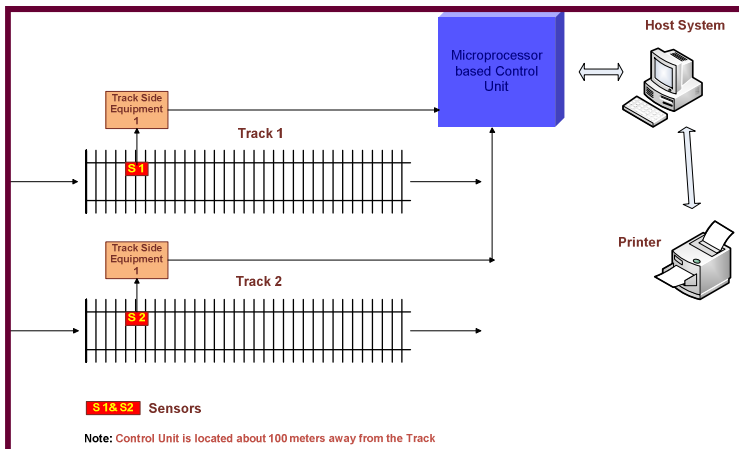 Host System
Microprocessor
based Control
Unit
Track Side
Equipment
1
Track 1
S 1
Printer
Track Side
Equipment
1
Track 2
S 2
S 1& S2 Sensors
Note: Control Unit is located about 100 meters away from the Track